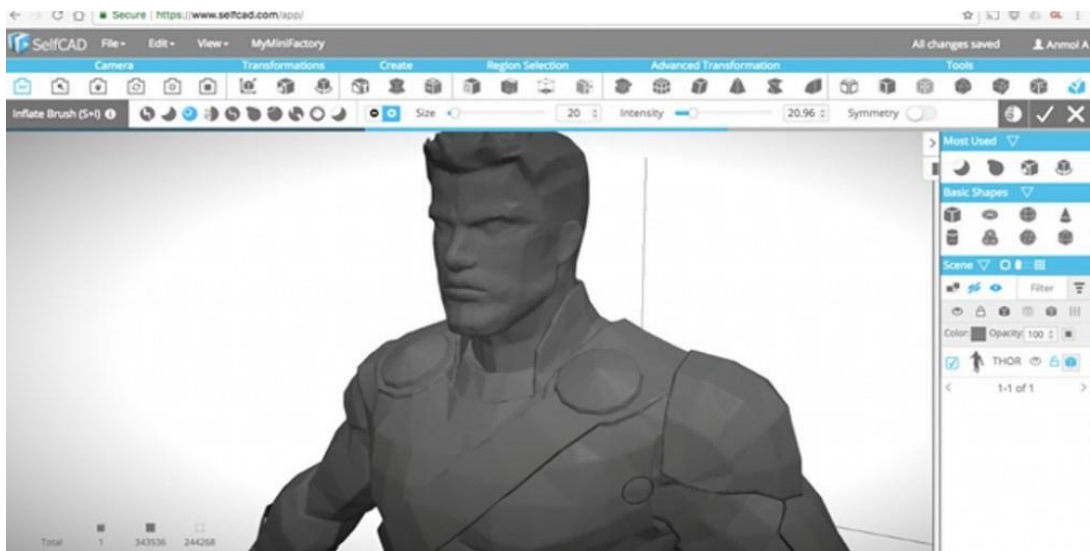 Secure | https://www.selfcad.com/app/
SelfCAD File Edit View MyMiniFactory All changes saved Anmol A
Camera Transformations Create Region Selection Advanced Transformation Tools
Inflate Brush (S+I) Size 20 Intensity 20.96 Symmetry
Most Used
Basic Shapes
Scene
Filter
Color: Opacity: 100
THOR
1-1 of 1
Total 1 343536 244268